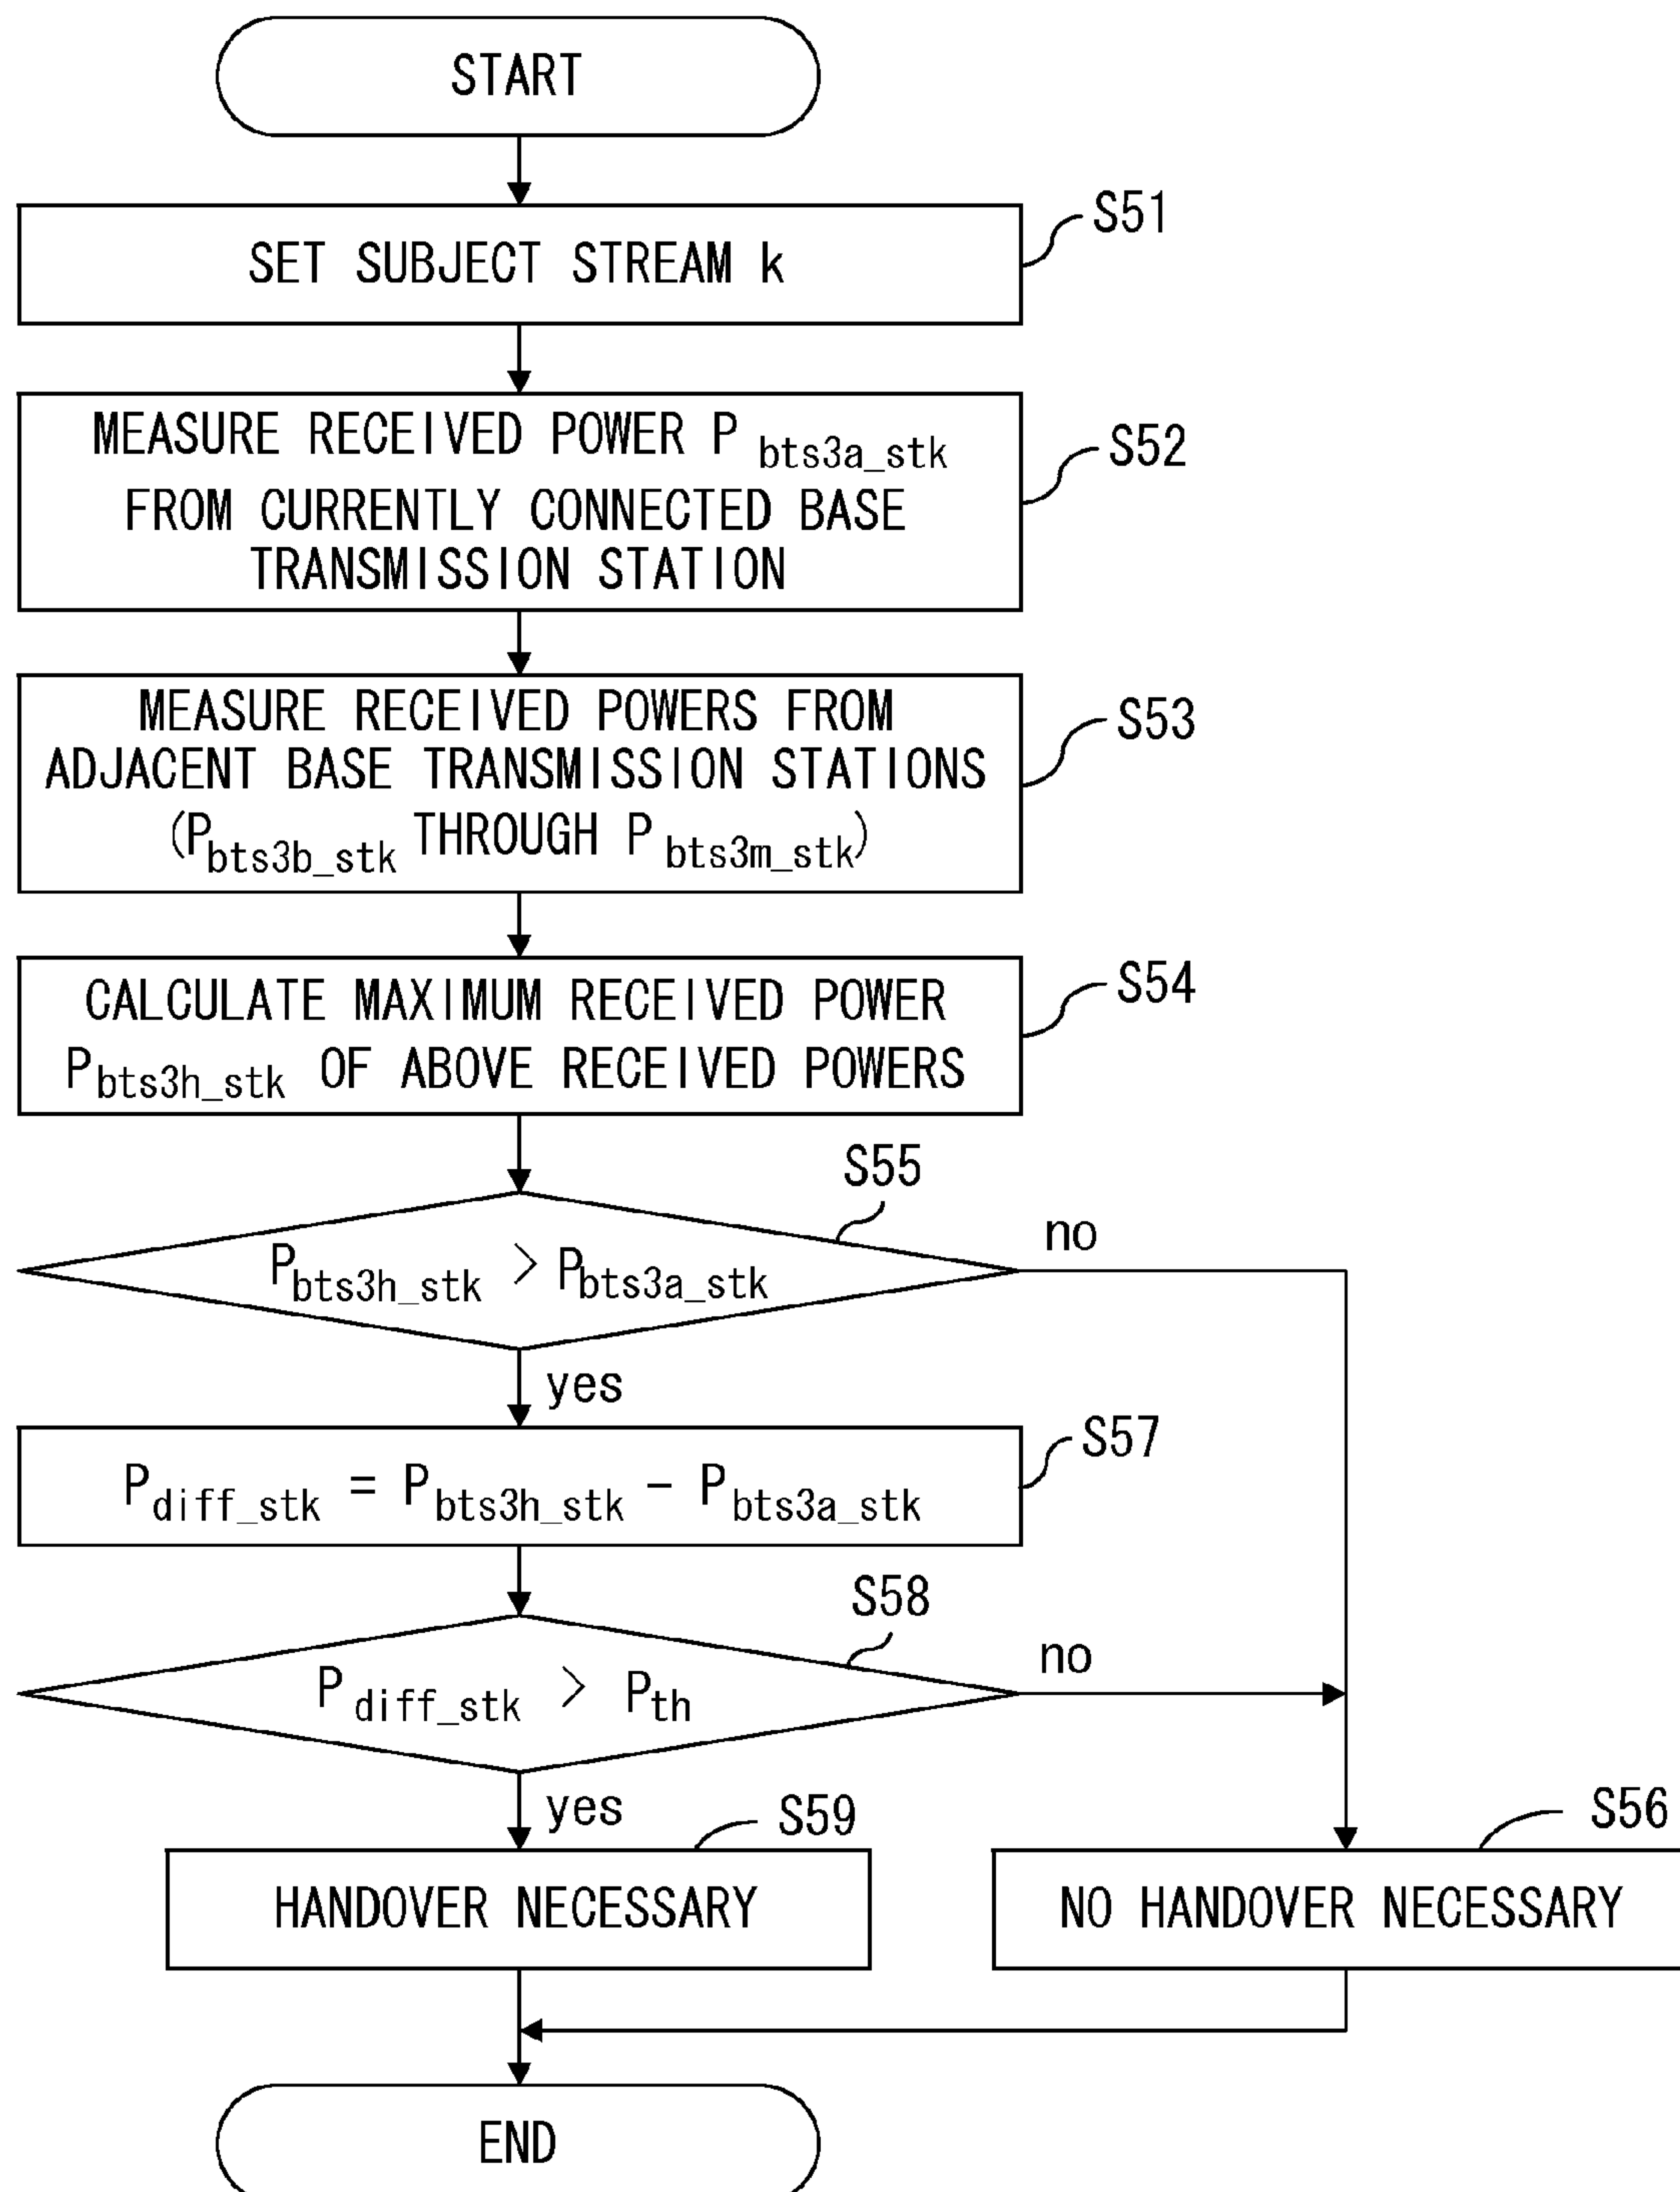 START
S51
SET SUBJECT STREAM k
S52
MEASURE RECEIVED POWER P bts3a_stk
FROM CURRENTLY CONNECTED BASE
TRANSMISSION STATION
S53
MEASURE RECEIVED POWERS FROM
ADJACENT BASE TRANSMISSION STATIONS
(Pbts3b_stk THROUGH P bts3m_stk)
S54
CALCULATE MAXIMUM RECEIVED POWER
Pbts3h_stk OF ABOVE RECEIVED POWERS
S55
Pbts3h_stk > Pbts3a_stk
no
yes
S57
Pdiff_stk = Pbts3h_stk - Pbts3a_stk
S58
Pdiff_stk > Pth
no
yes
S59
HANDOVER NECESSARY
S56
NO HANDOVER NECESSARY
END